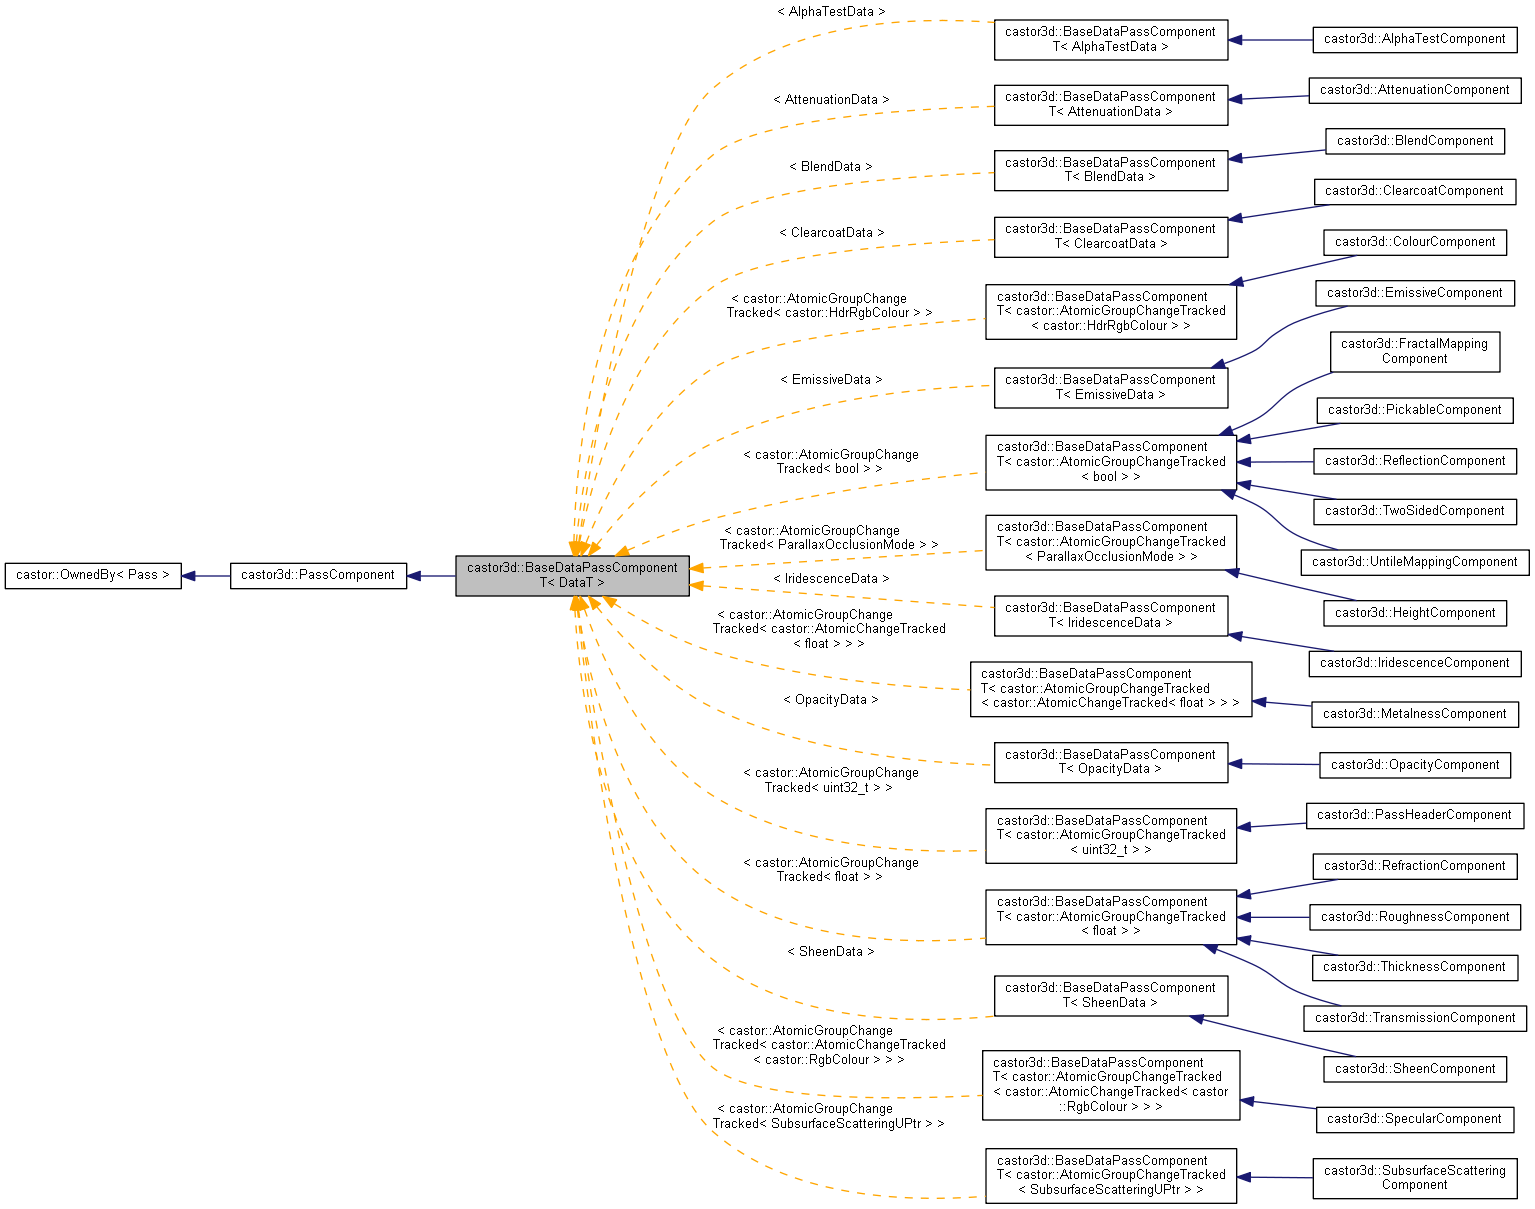 castor::OwnedBy< Pass >
castor3d::PassComponent
castor3d::BaseDataPassComponent
T< DataT >
< AlphaTestData >
< AttenuationData >
< BlendData >
< ClearcoatData >
< castor::AtomicGroupChange
Tracked< castor::HdrRgbColour > >
< EmissiveData >
< castor::AtomicGroupChange
Tracked< bool > >
< castor::AtomicGroupChange
Tracked< ParallaxOcclusionMode > >
< IridescenceData >
< castor::AtomicGroupChange
Tracked< castor::AtomicChangeTracked
< float > > >
< OpacityData >
< castor::AtomicGroupChange
Tracked< uint32_t > >
< castor::AtomicGroupChange
Tracked< float > >
< SheenData >
< castor::AtomicGroupChange
Tracked< castor::AtomicChangeTracked
< castor::RgbColour > > >
< castor::AtomicGroupChange
Tracked< SubsurfaceScatteringUPtr > >
castor3d::BaseDataPassComponent
T< AlphaTestData >
castor3d::BaseDataPassComponent
T< AttenuationData >
castor3d::BaseDataPassComponent
T< BlendData >
castor3d::BaseDataPassComponent
T< ClearcoatData >
castor3d::BaseDataPassComponent
T< castor::AtomicGroupChangeTracked
< castor::HdrRgbColour > >
castor3d::BaseDataPassComponent
T< EmissiveData >
castor3d::BaseDataPassComponent
T< castor::AtomicGroupChangeTracked
< bool > >
castor3d::BaseDataPassComponent
T< castor::AtomicGroupChangeTracked
< ParallaxOcclusionMode > >
castor3d::BaseDataPassComponent
T< IridescenceData >
castor3d::BaseDataPassComponent
T< castor::AtomicGroupChangeTracked
< castor::AtomicChangeTracked< float > > >
castor3d::BaseDataPassComponent
T< OpacityData >
castor3d::BaseDataPassComponent
T< castor::AtomicGroupChangeTracked
< uint32_t > >
castor3d::BaseDataPassComponent
T< castor::AtomicGroupChangeTracked
< float > >
castor3d::BaseDataPassComponent
T< SheenData >
castor3d::BaseDataPassComponent
T< castor::AtomicGroupChangeTracked
< castor::AtomicChangeTracked< castor
::RgbColour > > >
castor3d::BaseDataPassComponent
T< castor::AtomicGroupChangeTracked
< SubsurfaceScatteringUPtr > >
castor3d::AlphaTestComponent
castor3d::AttenuationComponent
castor3d::BlendComponent
castor3d::ClearcoatComponent
castor3d::ColourComponent
castor3d::EmissiveComponent
castor3d::FractalMapping
Component
castor3d::PickableComponent
castor3d::ReflectionComponent
castor3d::TwoSidedComponent
castor3d::UntileMappingComponent
castor3d::HeightComponent
castor3d::IridescenceComponent
castor3d::MetalnessComponent
castor3d::OpacityComponent
castor3d::PassHeaderComponent
castor3d::RefractionComponent
castor3d::RoughnessComponent
castor3d::ThicknessComponent
castor3d::TransmissionComponent
castor3d::SheenComponent
castor3d::SpecularComponent
castor3d::SubsurfaceScattering
Component